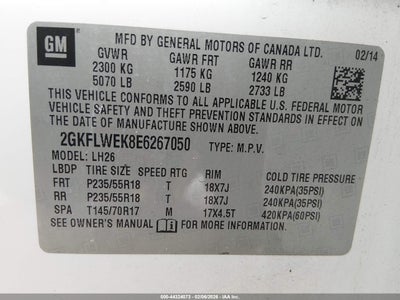 GM
MFD BY GENERAL MOTORS OF CANADA LTD.
02/14
GVWR GAWR FRT GAWR RR
2300 KG 1175 KG 1240 KG
5070 LB 2590 LB 2733 LB
THIS VEHICLE CONFORMS TO ALL APPLICABLE U.S. FEDERAL MOTOR
VEHICLE SAFETY AND THEFT PREVENTION STANDARDS IN EFFECT ON
THE DATE OF MANUFACTURE SHOWN ABOVE.
2GKFLWEK8E6267050 TYPE: M.P.V.
MODEL: LH26
LBDP TIRE SIZE SPEED RTG RIM COLD TIRE PRESSURE
FRT P235/55R18 T 18X7J 240KPA(35PSI)
RR P235/55R18 T 18X7J 240KPA(35PSI)
SPA T145/70R17 M 17X4.5T 420KPA(60PSI)
SEE OWNER'S MANUAL FOR MORE INFORMATION.